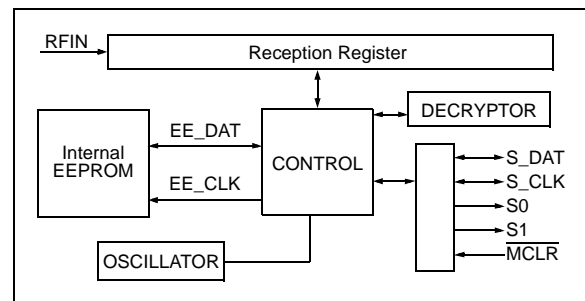 RFIN
Reception Register
DECRYPTOR
EE_DAT
Internal
EEPROM
CONTROL
EE_CLK
S_DAT
S_CLK
S0
S1
MCLR
OSCILLATOR